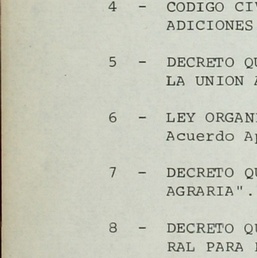 4 - CODIGO CIV
ADICIONES
5 - DECRETO QU
LA UNION A
6 - LEY ORGANI
Acuerdo Ap
7 - DECRETO QU
AGRARIA".
8 - DECRETO QU
RAL PARA